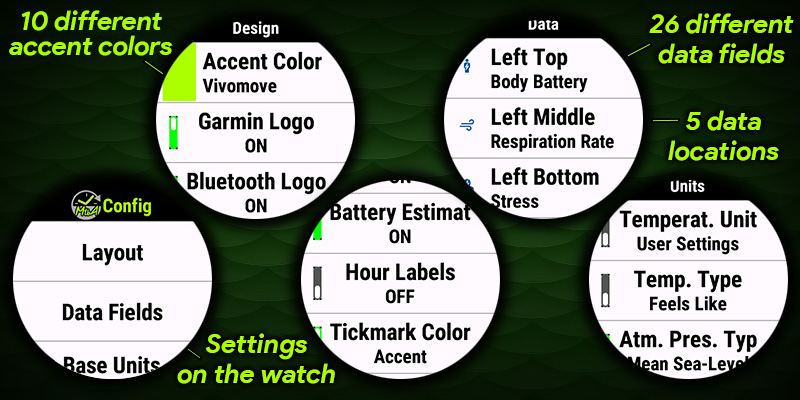 10 different
accent colors
Design
Accent Color
Vivomove
Garmin Logo
ON
Bluetooth Logo
ON
Data
Left Top
Body Battery
Left Middle
Respiration Rate
Left Bottom
Stress
26 different
data fields
5 data
locations
MilA Config
Layout
Data Fields
Base Units
Settings
on the watch
ON
Battery Estimat
ON
Hour Labels
OFF
Tickmark Color
Accent
Units
Temperat. Unit
User Settings
Temp. Type
Feels Like
Atm. Pres. Typ
Mean Sea-Level